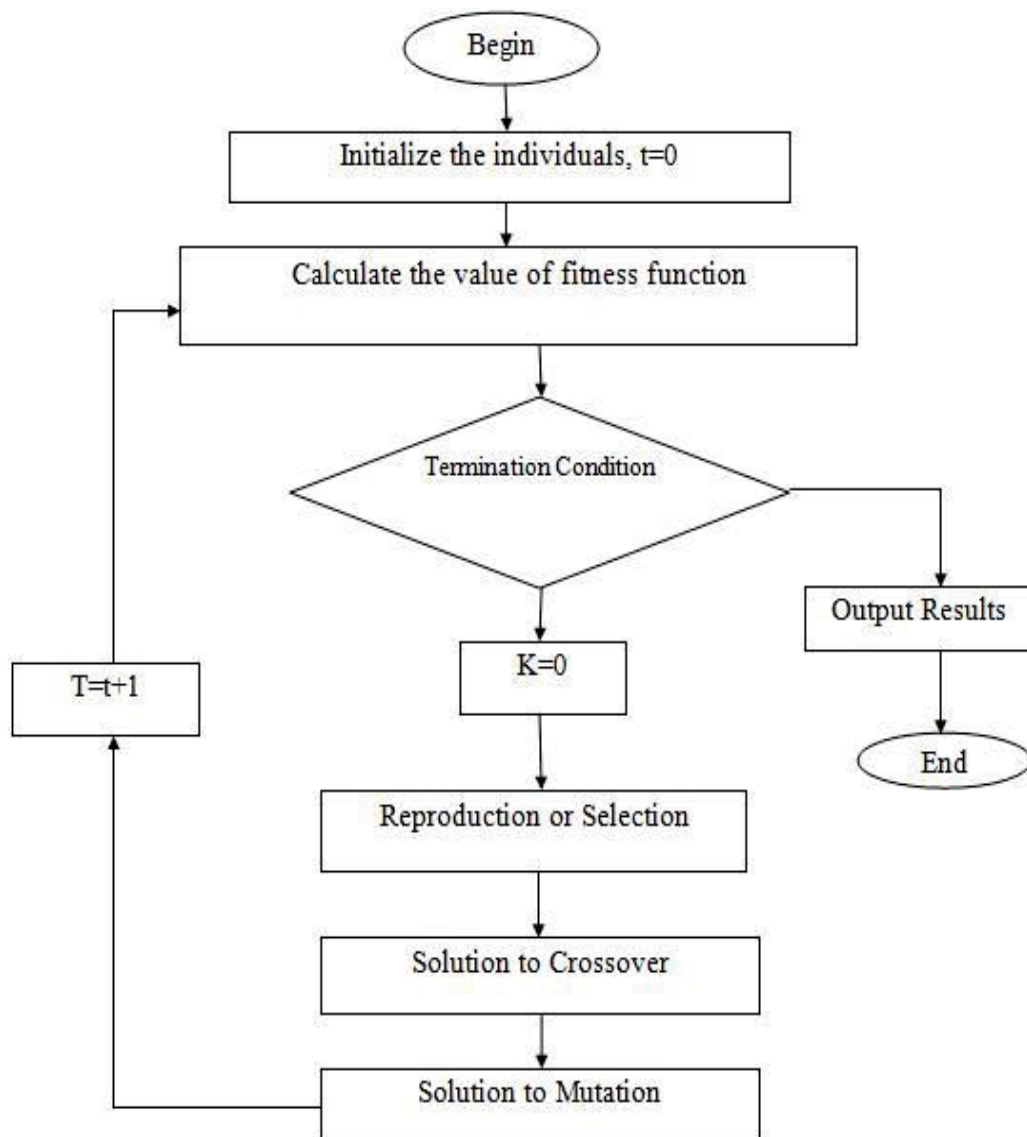 Begin
Initialize the individuals, t=0
Calculate the value of fitness function
Termination Condition
Output Results
K=0
T=t+1
End
Reproduction or Selection
Solution to Crossover
Solution to Mutation